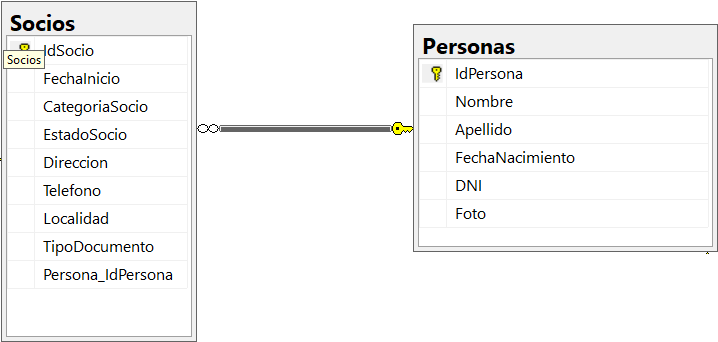 Socios
IdSocio
Socios
FechaInicio
CategoriaSocio
EstadoSocio
Direccion
Telefono
Localidad
TipoDocumento
Persona_IdPersona
Personas
IdPersona
Nombre
Apellido
FechaNacimiento
DNI
Foto